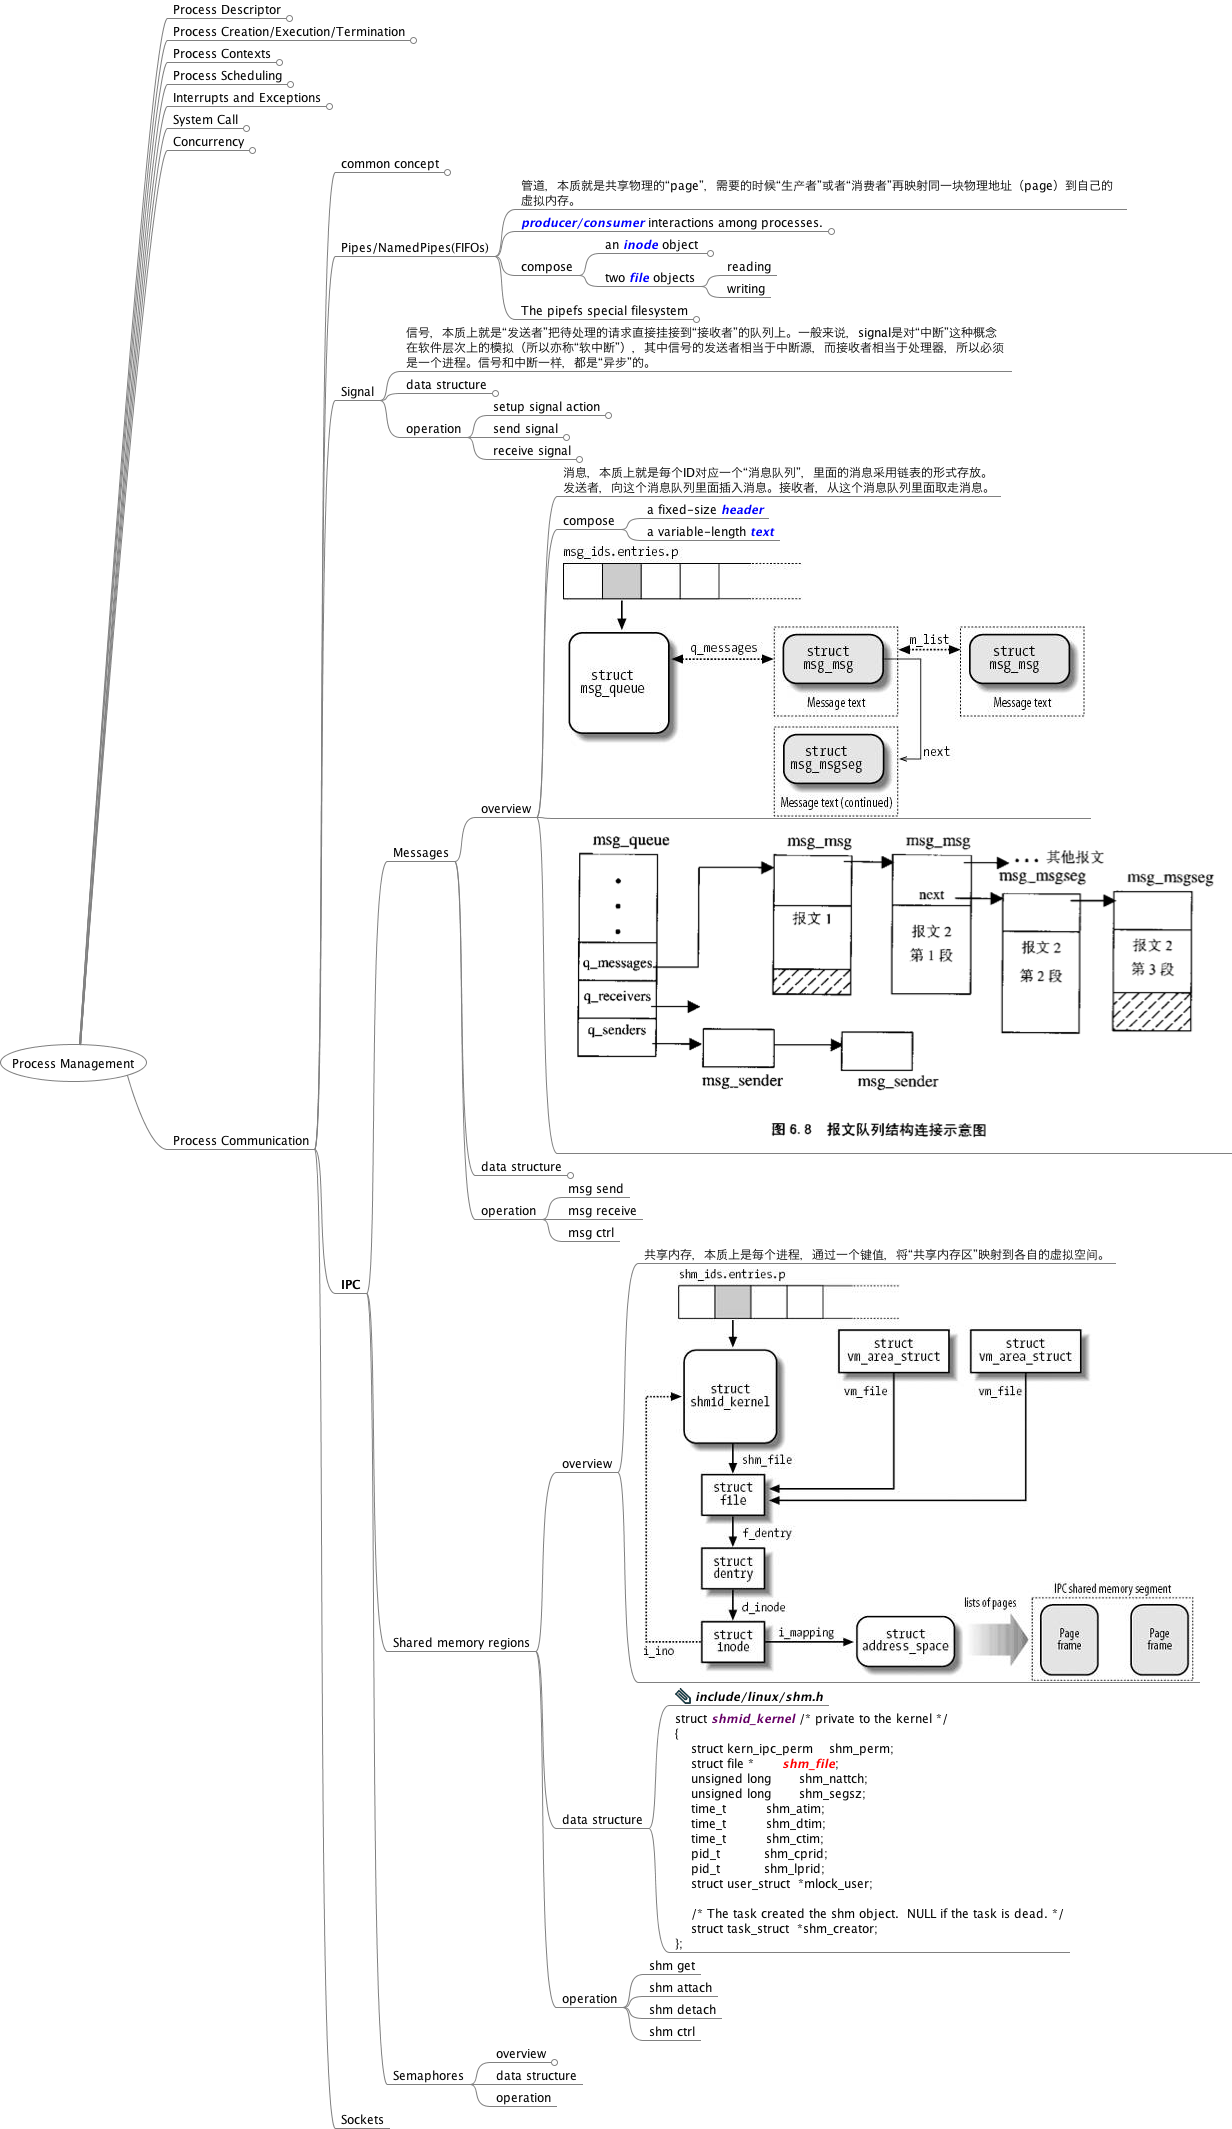 Process Descriptor
Process Creation/Execution/Termination
Process Contexts
Process Scheduling
Interrupts and Exceptions
System Call
Concurrency
common concept
管道，本质就是共享物理的“page”，需要的时候“生产者”或者“消费者”再映射同一块物理地址（page）到自己的
虚拟内存。
producer/consumer interactions among processes.
Pipes/NamedPipes(FIFOs)
an inode object
compose
two file objects
reading
writing
The pipefs special filesystem
信号，本质上就是“发送者”把待处理的请求直接挂接到“接收者”的队列上。一般来说，signal是对“中断”这种概念
在软件层次上的模拟（所以亦称“软中断”），其中信号的发送者相当于中断源，而接收者相当于处理器，所以必须
是一个进程。信号和中断一样，都是“异步”的。
Signal
data structure
setup signal action
operation
send signal
receive signal
消息，本质上就是每个ID对应一个“消息队列”，里面的消息采用链表的形式存放。
发送者，向这个消息队列里面插入消息。接收者，从这个消息队列里面取走消息。
a fixed-size header
compose
a variable-length text
msg_ids.entries.p
struct
msg_queue
q_messages
struct
msg_msg
Message text
m_list
struct
msg_msg
Message text
next
struct
msg_msgseg
Message text (continued)
overview
Messages
msg_queue
msg_msg
msg_msg
··· 其他报文
msg_msgseg
msg_msgseg
next
报文 1
报文 2
第 1 段
报文 2
第 2 段
报文 2
第 3 段
q_messages
q_receivers
q_senders
msg_sender
msg_sender
图 6.8 报文队列结构连接示意图
Process Management
Process Communication
data structure
msg send
operation
msg receive
msg ctrl
共享内存，本质上是每个进程，通过一个键值，将“共享内存区”映射到各自的虚拟空间。
IPC
shm_ids.entries.p
struct
shmid_kernel
struct
vm_area_struct
struct
vm_area_struct
vm_file
vm_file
shm_file
overview
struct
file
f_dentry
struct
dentry
d_inode
struct
inode
i_ino
i_mapping
struct
address_space
lists of pages
IPC shared memory segment
Page
frame
Page
frame
Shared memory regions
include/linux/shm.h
struct shmid_kernel /* private to the kernel */
{
struct kern_ipc_perm shm_perm;
struct file * shm_file;
unsigned long shm_nattch;
unsigned long shm_segsz;
time_t shm_atim;
time_t shm_dtim;
time_t shm_ctim;
pid_t shm_cprid;
pid_t shm_lprid;
struct user_struct *mlock_user;
/* The task created the shm object. NULL if the task is dead. */
struct task_struct *shm_creator;
};
data structure
shm get
shm attach
operation
shm detach
shm ctrl
overview
Semaphores
data structure
operation
Sockets